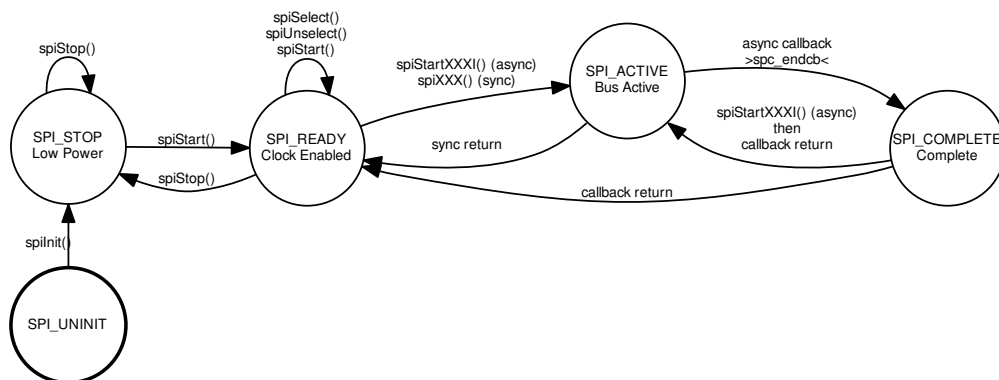 spiSelect()
spiUnselect()
spiStart()
spiStop()
SPI_STOP
Low Power
spiStart()
spiStop()
SPI_READY
Clock Enabled
spiStartXXXI() (async)
spiXXX() (sync)
sync return
SPI_ACTIVE
Bus Active
async callback
>spc_endcb<
spiStartXXXI() (async)
then
callback return
SPI_COMPLETE
Complete
callback return
spiInit()
SPI_UNINIT